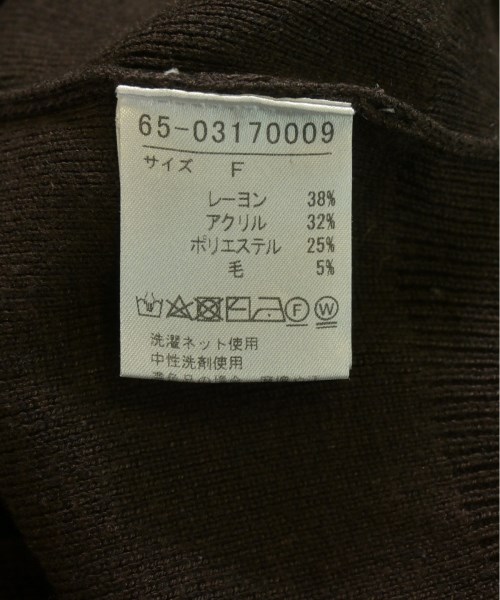 65-03170009
サイズ F
レーヨン 38%
アクリル 32%
ポリエステル 25%
毛 5%
F W
洗濯ネット使用
中性洗剤使用